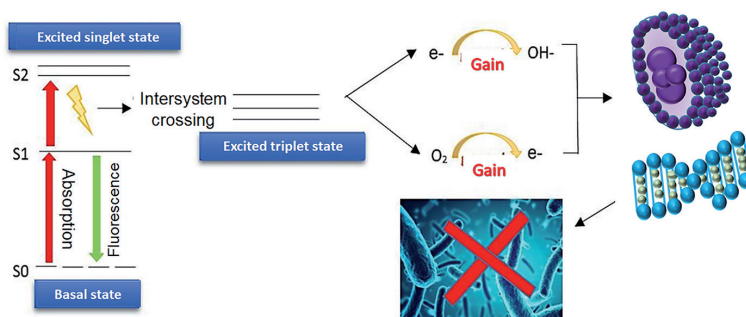 Excited singlet state
S2
S1
S0
Absorption
Fluorescence
Basal state
Intersystem
crossing
Excited triplet state
e-
Gain
OH-
O₂
Gain
e-